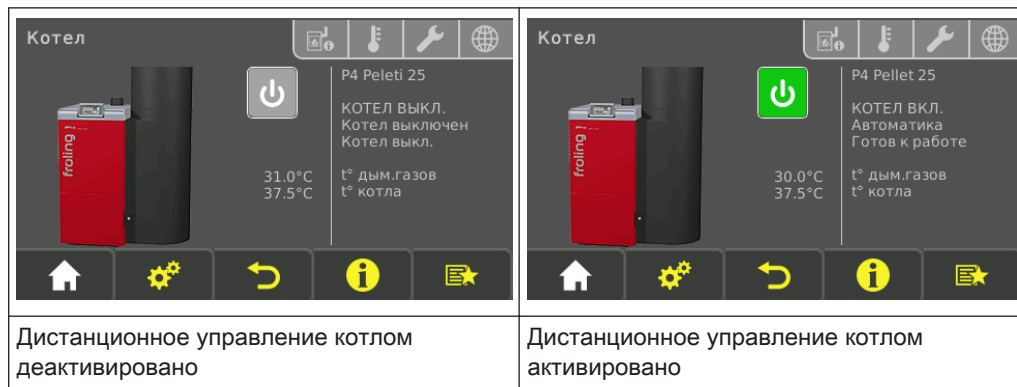 Котел
P4 Peleti 25
КОТЕЛ ВЫКЛ.
Котел выключен
Котел выкл.
31.0°C t° дым.газов
37.5°C t° котла
froling
Дистанционное управление котлом
деактивировано
Котел
P4 Pellet 25
КОТЕЛ ВКЛ.
Автоматика
Готов к работе
30.0°C t° дым.газов
37.5°C t° котла
froling
Дистанционное управление котлом
активировано